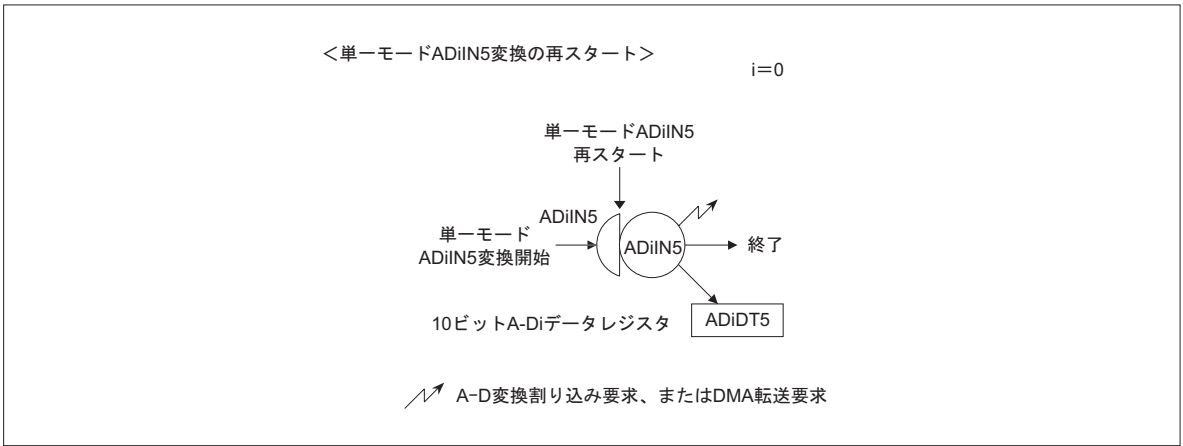 ＜単一モードADiIN5変換の再スタート＞
i＝0
単一モードADiIN5
再スタート
ADiIN5
単一モード
ADiIN5変換開始
ADiIN5
終了
10ビットA-Diデータレジスタ
ADiDT5
A-D変換割り込み要求、またはDMA転送要求